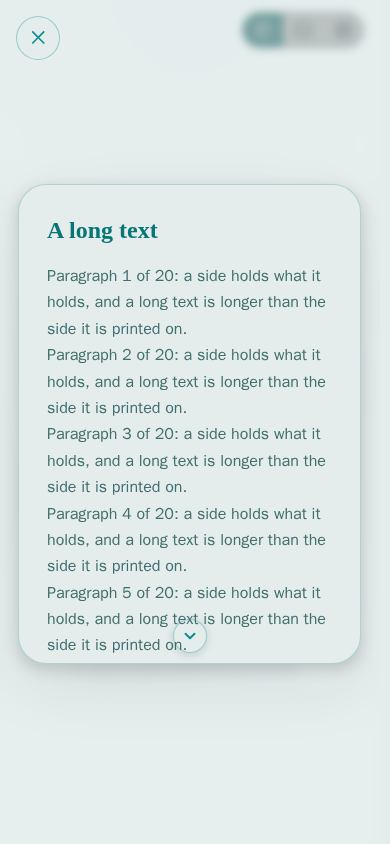 A long text
Paragraph 1 of 20: a side holds what it
holds, and a long text is longer than the
side it is printed on.
Paragraph 2 of 20: a side holds what it
holds, and a long text is longer than the
side it is printed on.
Paragraph 3 of 20: a side holds what it
holds, and a long text is longer than the
side it is printed on.
Paragraph 4 of 20: a side holds what it
holds, and a long text is longer than the
side it is printed on.
Paragraph 5 of 20: a side holds what it
holds, and a long text is longer than the
side it is printed on.